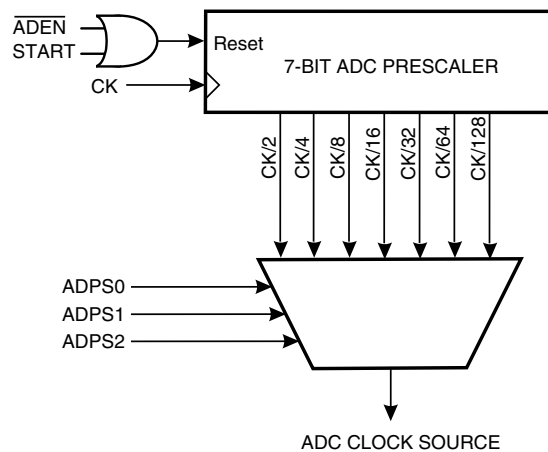 ADEN
START
Reset
7-BIT ADC PRESCALER
CK
CK/2
CK/4
CK/8
CK/16
CK/32
CK/64
CK/128
ADPS0
ADPS1
ADPS2
ADC CLOCK SOURCE